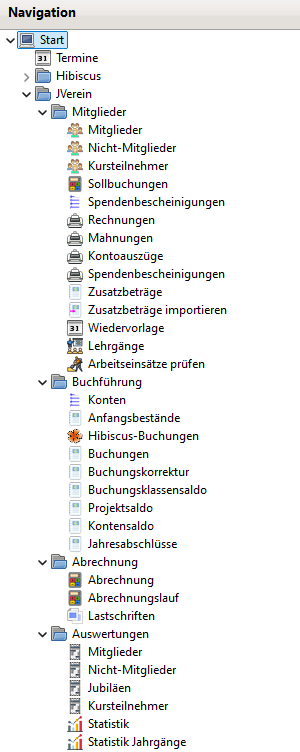 Navigation
Start
31 Termine
Hibiscus
JVerein
Mitglieder
Mitglieder
Nicht-Mitglieder
Kursteilnehmer
Sollbuchungen
Spendenbescheinigungen
Rechnungen
Mahnungen
Kontoauszüge
Spendenbescheinigungen
Zusatzbeträge
Zusatzbeträge importieren
31 Wiedervorlage
Lehrgänge
Arbeitseinsätze prüfen
Buchführung
Konten
Anfangsbestände
Hibiscus-Buchungen
Buchungen
Buchungskorrektur
Buchungsklassensaldo
Projektsaldo
Kontensaldo
Jahresabschlüsse
Abrechnung
Abrechnung
Abrechnungslauf
Lastschriften
Auswertungen
Mitglieder
Nicht-Mitglieder
Jubiläen
Kursteilnehmer
Statistik
Statistik Jahrgänge